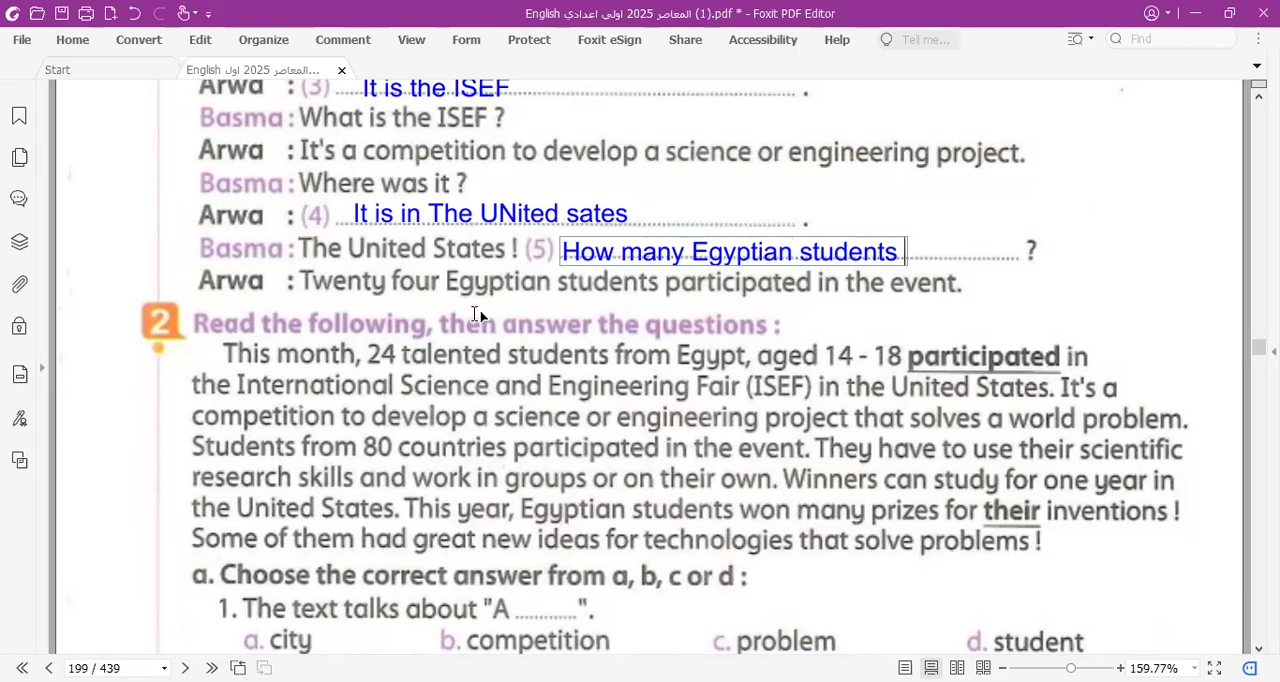 English المعاصر 2025 اولي اعدادي (1).pdf * - Foxit PDF Editor
File Home Convert Edit Organize Comment View Form Protect Foxit eSign Share Accessibility Help Tell me... Find
Start English المعاصر 2025 اول...
Arwa : (3) It is the ISEF .
Basma : What is the ISEF ?
Arwa : It's a competition to develop a science or engineering project.
Basma : Where was it ?
Arwa : (4) It is in The UNited sates .
Basma : The United States ! (5) How many Egyptian students ?
Arwa : Twenty four Egyptian students participated in the event.
2 Read the following, then answer the questions :
This month, 24 talented students from Egypt, aged 14 - 18 participated in
the International Science and Engineering Fair (ISEF) in the United States. It's a
competition to develop a science or engineering project that solves a world problem.
Students from 80 countries participated in the event. They have to use their scientific
research skills and work in groups or on their own. Winners can study for one year in
the United States. This year, Egyptian students won many prizes for their inventions !
Some of them had great new ideas for technologies that solve problems !
a. Choose the correct answer from a, b, c or d :
1. The text talks about "A ............".
a. city b. competition c. problem d. student
199 / 439 159.77%